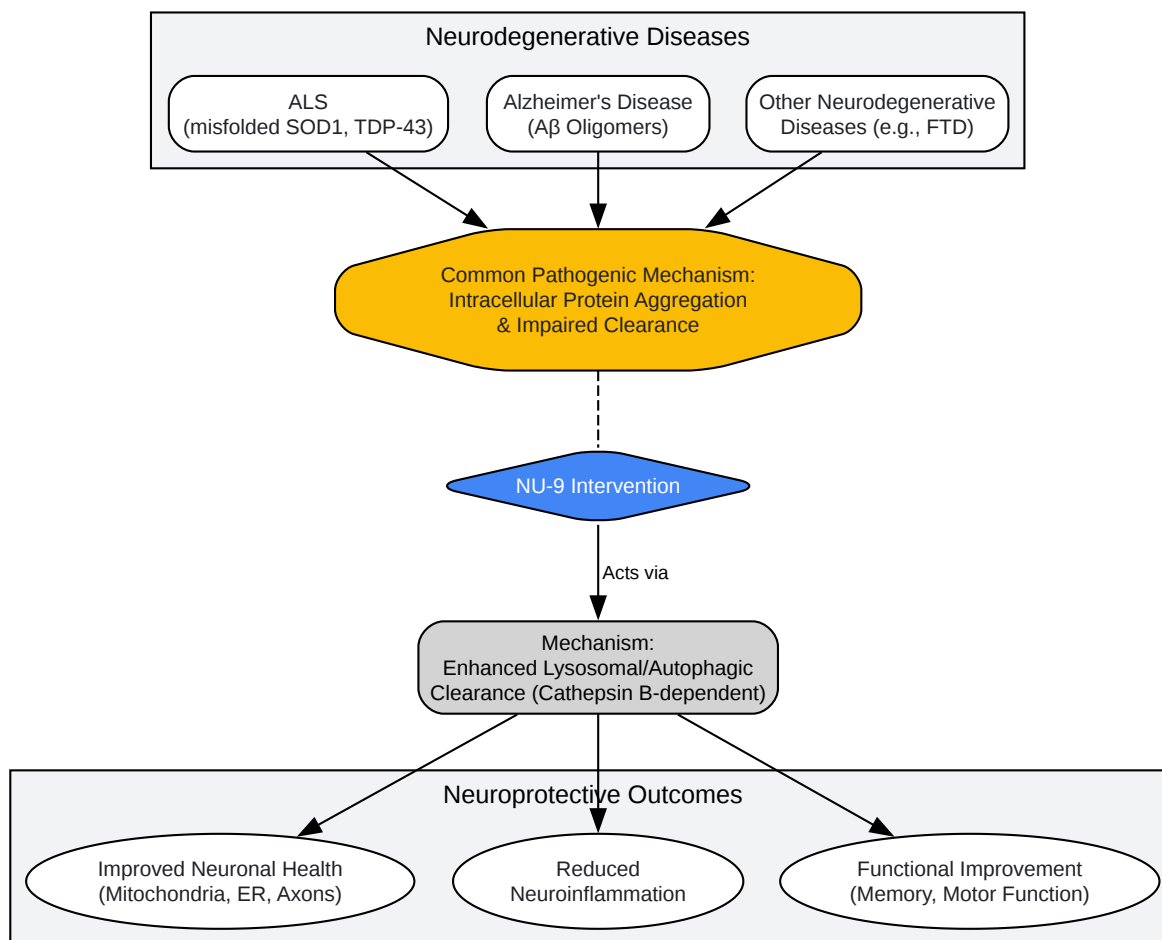 Neurodegenerative Diseases
ALS
(misfolded SOD1, TDP-43)
Alzheimer's Disease
(Aβ Oligomers)
Other Neurodegenerative
Diseases (e.g., FTD)
Common Pathogenic Mechanism:
Intracellular Protein Aggregation
& Impaired Clearance
NU-9 Intervention
Acts via
Mechanism:
Enhanced Lysosomal/Autophagic
Clearance (Cathepsin B-dependent)
Neuroprotective Outcomes
Improved Neuronal Health
(Mitochondria, ER, Axons)
Reduced
Neuroinflammation
Functional Improvement
(Memory, Motor Function)